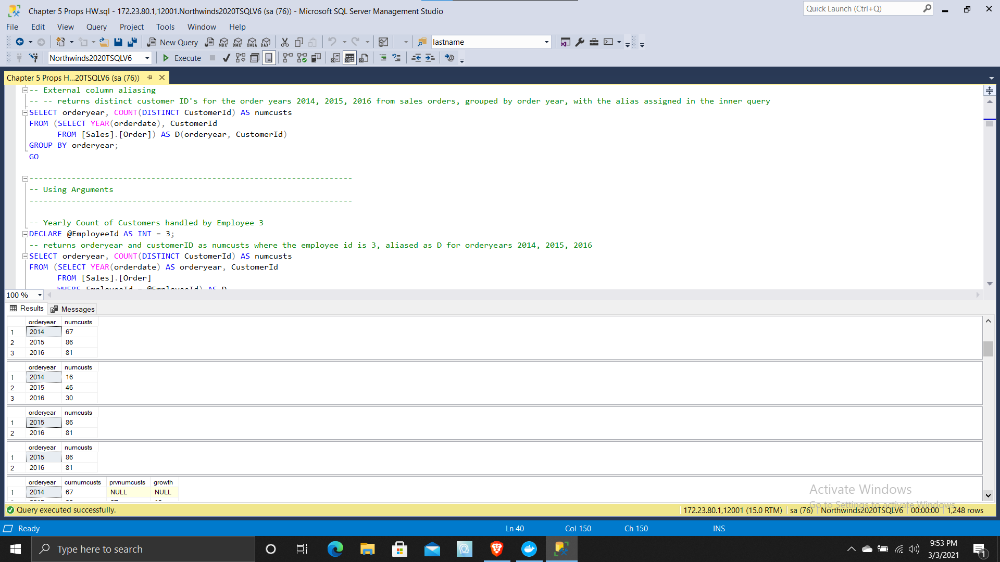 Chapter 5 Props HW.sql - 172.23.80.1,12001.Northwinds2020TSQLV6 (sa (76)) - Microsoft SQL Server Management Studio
Quick Launch (Ctrl+Q)
File Edit View Query Project Tools Window Help
New Query MDX DMX XMLA DAX lastname
Northwinds2020TSQLV6 Execute
Chapter 5 Props H...20TSQLV6 (sa (76))
-- External column aliasing
-- -- returns distinct customer ID's for the order years 2014, 2015, 2016 from sales orders, grouped by order year, with the alias assigned in the inner query
SELECT orderyear, COUNT(DISTINCT CustomerId) AS numcusts
FROM (SELECT YEAR(orderdate), CustomerId
FROM [Sales].[Order]) AS D(orderyear, CustomerId)
GROUP BY orderyear;
GO
---------------------------------------------------------------------
-- Using Arguments
---------------------------------------------------------------------
-- Yearly Count of Customers handled by Employee 3
DECLARE @EmployeeId AS INT = 3;
-- returns orderyear and customerID as numcusts where the employee id is 3, aliased as D for orderyears 2014, 2015, 2016
SELECT orderyear, COUNT(DISTINCT CustomerId) AS numcusts
FROM (SELECT YEAR(orderdate) AS orderyear, CustomerId
FROM [Sales].[Order]
WHERE EmployeeId = @EmployeeId) AS D
100 %
Results Messages
orderyear numcusts
1 2014 67
2 2015 86
3 2016 81
orderyear numcusts
1 2014 16
2 2015 46
3 2016 30
orderyear numcusts
1 2015 86
2 2016 81
orderyear numcusts
1 2015 86
2 2016 81
orderyear curnumcusts prvnumcusts growth
1 2014 67 NULL NULL
Activate Windows
Go to Settings to activate Windows.
Query executed successfully.
172.23.80.1,12001 (15.0 RTM) sa (76) Northwinds2020TSQLV6 00:00:00 1,248 rows
Ready Ln 40 Col 150 Ch 150 INS
Type here to search
9:53 PM
3/3/2021
1